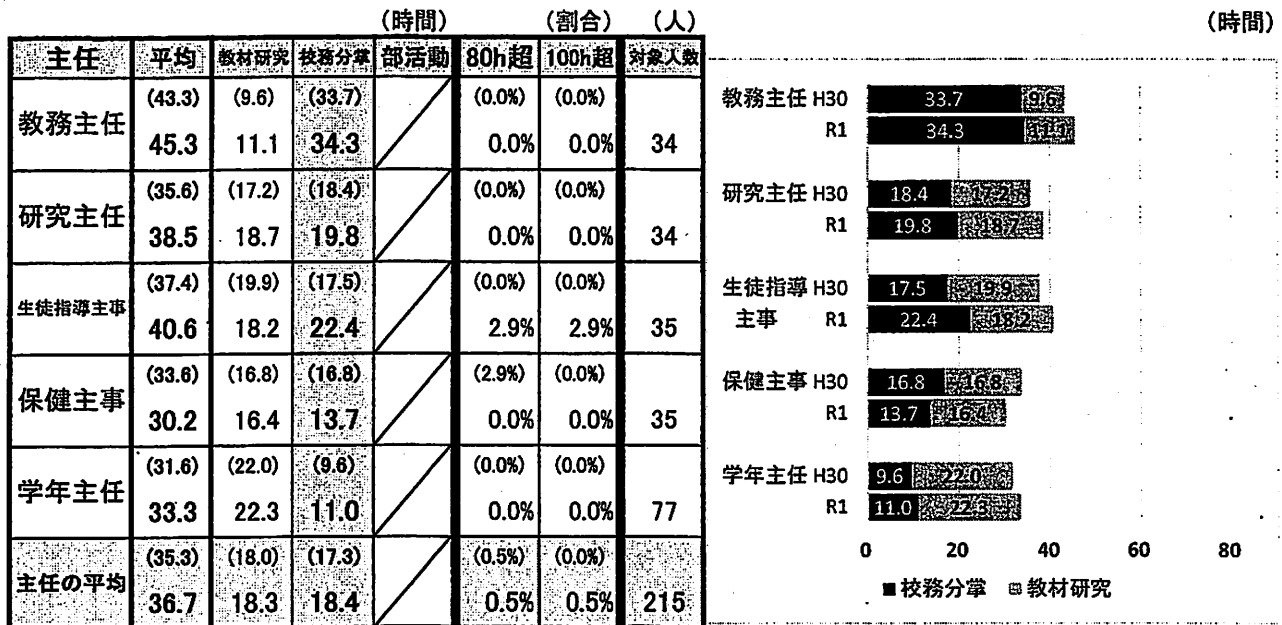 (時間) (割合) (人)
主任 平均 教材研究 校務分掌 部活動 80h超 100h超 対象人数
教務主任 (43.3) (9.6) (33.7) (0.0%) (0.0%)
45.3 11.1 34.3 0.0% 0.0% 34
研究主任 (35.6) (17.2) (18.4) (0.0%) (0.0%)
38.5 18.7 19.8 0.0% 0.0% 34
生徒指導主事 (37.4) (19.9) (17.5) (0.0%) (0.0%)
40.6 18.2 22.4 2.9% 2.9% 35
保健主事 (33.6) (16.8) (16.8) (2.9%) (0.0%)
30.2 16.4 13.7 0.0% 0.0% 35
学年主任 (31.6) (22.0) (9.6) (0.0%) (0.0%)
33.3 22.3 11.0 0.0% 0.0% 77
主任の平均 (35.3) (18.0) (17.3) (0.5%) (0.0%)
36.7 18.3 18.4 0.5% 0.5% 215
(時間)
教務主任 H30 33.7 9.6
R1 34.3 11.1
研究主任 H30 18.4 17.2
R1 19.8 18.7
生徒指導 H30 17.5 19.9
主事 R1 22.4 18.2
保健主事 H30 16.8 16.8
R1 13.7 16.4
学年主任 H30 9.6 22.0
R1 11.0 22.3
0 20 40 60 80
■校務分掌 ▩教材研究